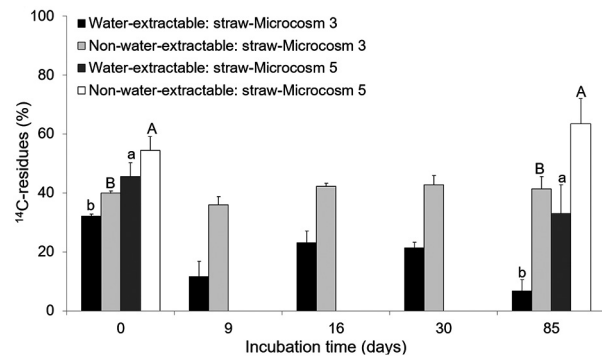 100
80
60
40
20
0
¹⁴C-residues (%)
Water-extractable: straw-Microcosm 3
Non-water-extractable: straw-Microcosm 3
Water-extractable: straw-Microcosm 5
Non-water-extractable: straw-Microcosm 5
b B a A
b B a A
0 9 16 30 85
Incubation time (days)